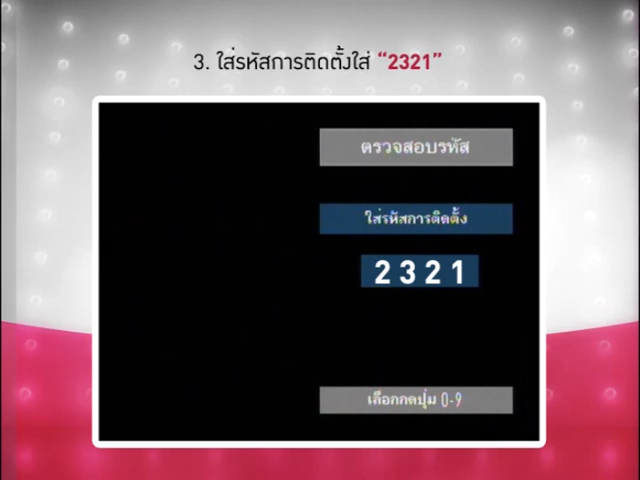 3. ใส่รหัสการติดตั้งใส่ “2321”
ตรวจสอบรหัส
ใส่รหัสการติดตั้ง
2321
เลือกกดปุ่ม 0-9